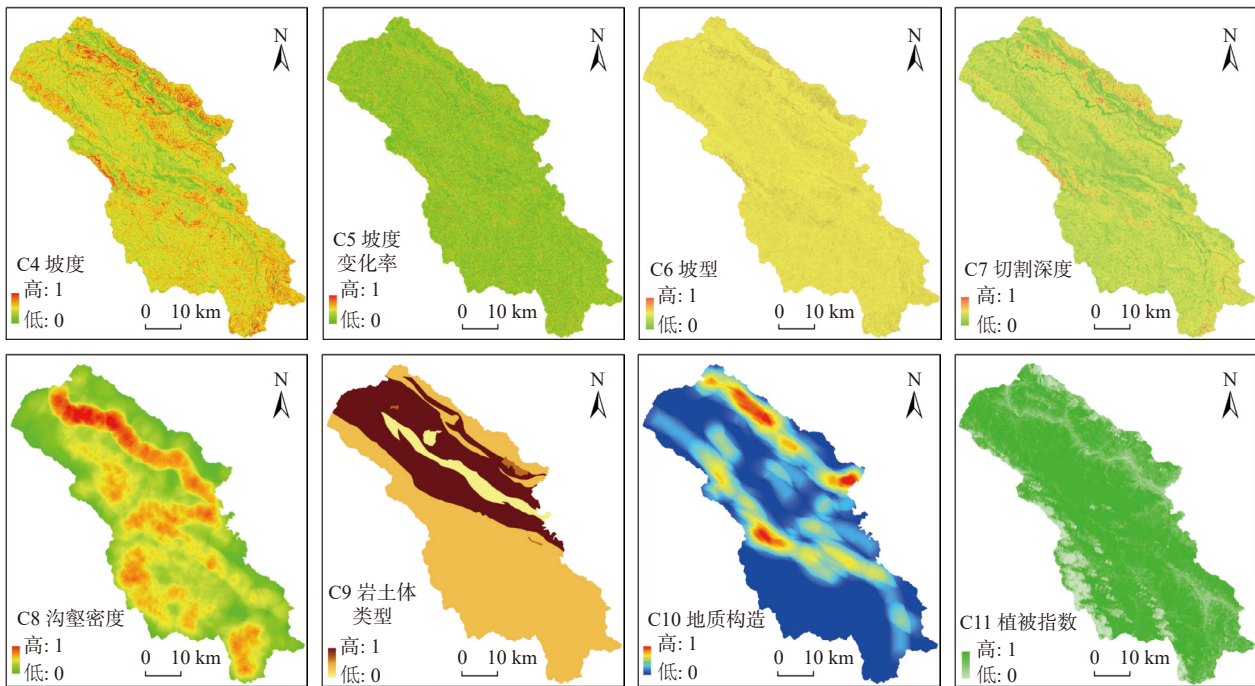 N
C4 坡度
高: 1
低: 0
0 10 km
N
C5 坡度
变化率
高: 1
低: 0
0 10 km
N
C6 坡型
高: 1
低: 0
0 10 km
N
C7 切割深度
高: 1
低: 0
0 10 km
N
C8 沟壑密度
高: 1
低: 0
0 10 km
N
C9 岩土体
类型
高: 1
低: 0
0 10 km
N
C10 地质构造
高: 1
低: 0
0 10 km
N
C11 植被指数
高: 1
低: 0
0 10 km